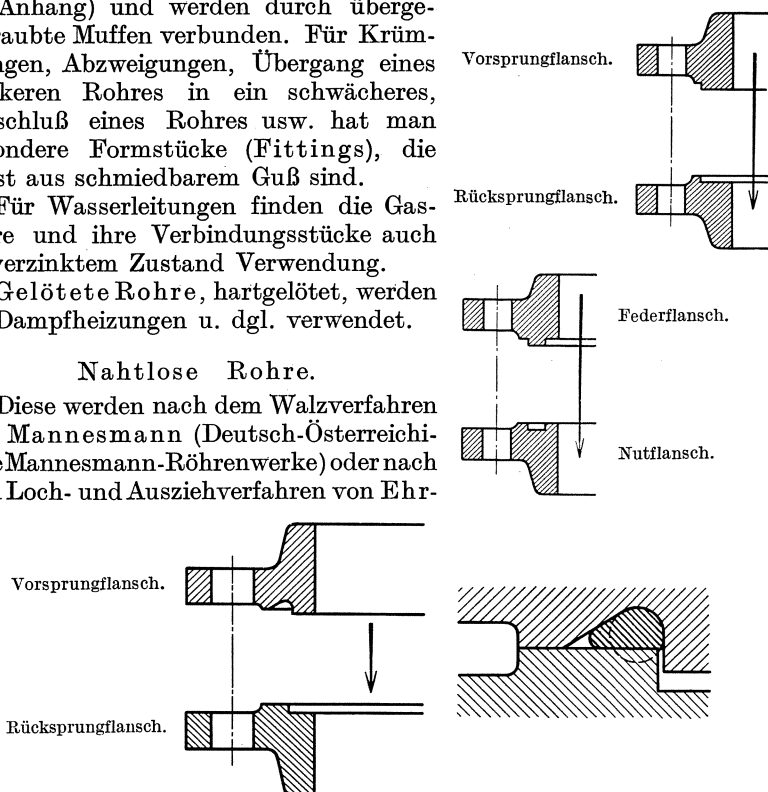 Anhang) und werden durch überge-
raubte Muffen verbunden. Für Krüm-
ngen, Abzweigungen, Übergang eines
keren Rohres in ein schwächeres,
schluß eines Rohres usw. hat man
ondere Formstücke (Fittings), die
st aus schmiedbarem Guß sind.
Für Wasserleitungen finden die Gas-
re und ihre Verbindungsstücke auch
verzinktem Zustand Verwendung.
Gelötete Rohre, hartgelötet, werden
Dampfheizungen u. dgl. verwendet.
Nahtlose Rohre.
Diese werden nach dem Walzverfahren
Mannesmann (Deutsch-Österreichi-
e Mannesmann-Röhrenwerke) oder nach
Loch- und Ausziehverfahren von Ehr-
Vorsprungflansch.
Rücksprungflansch.
Federflansch.
Nutflansch.
Vorsprungflansch.
Rücksprungflansch.